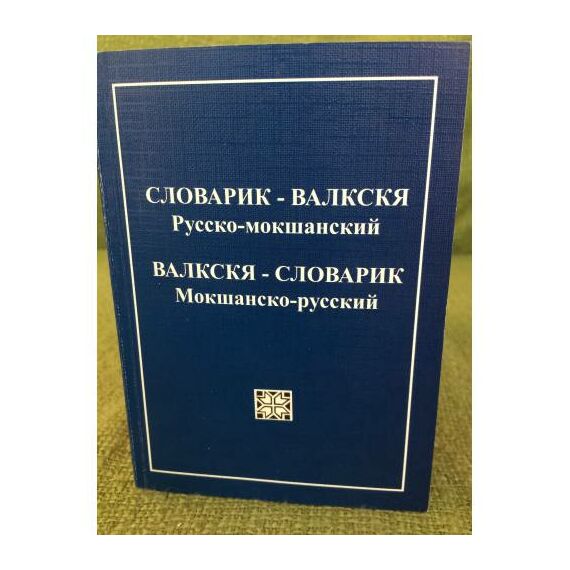 СЛОВАРИК - ВАЛКСКЯ
Русско-мокшанский
ВАЛКСКЯ - СЛОВАРИК
Мокшанско-русский